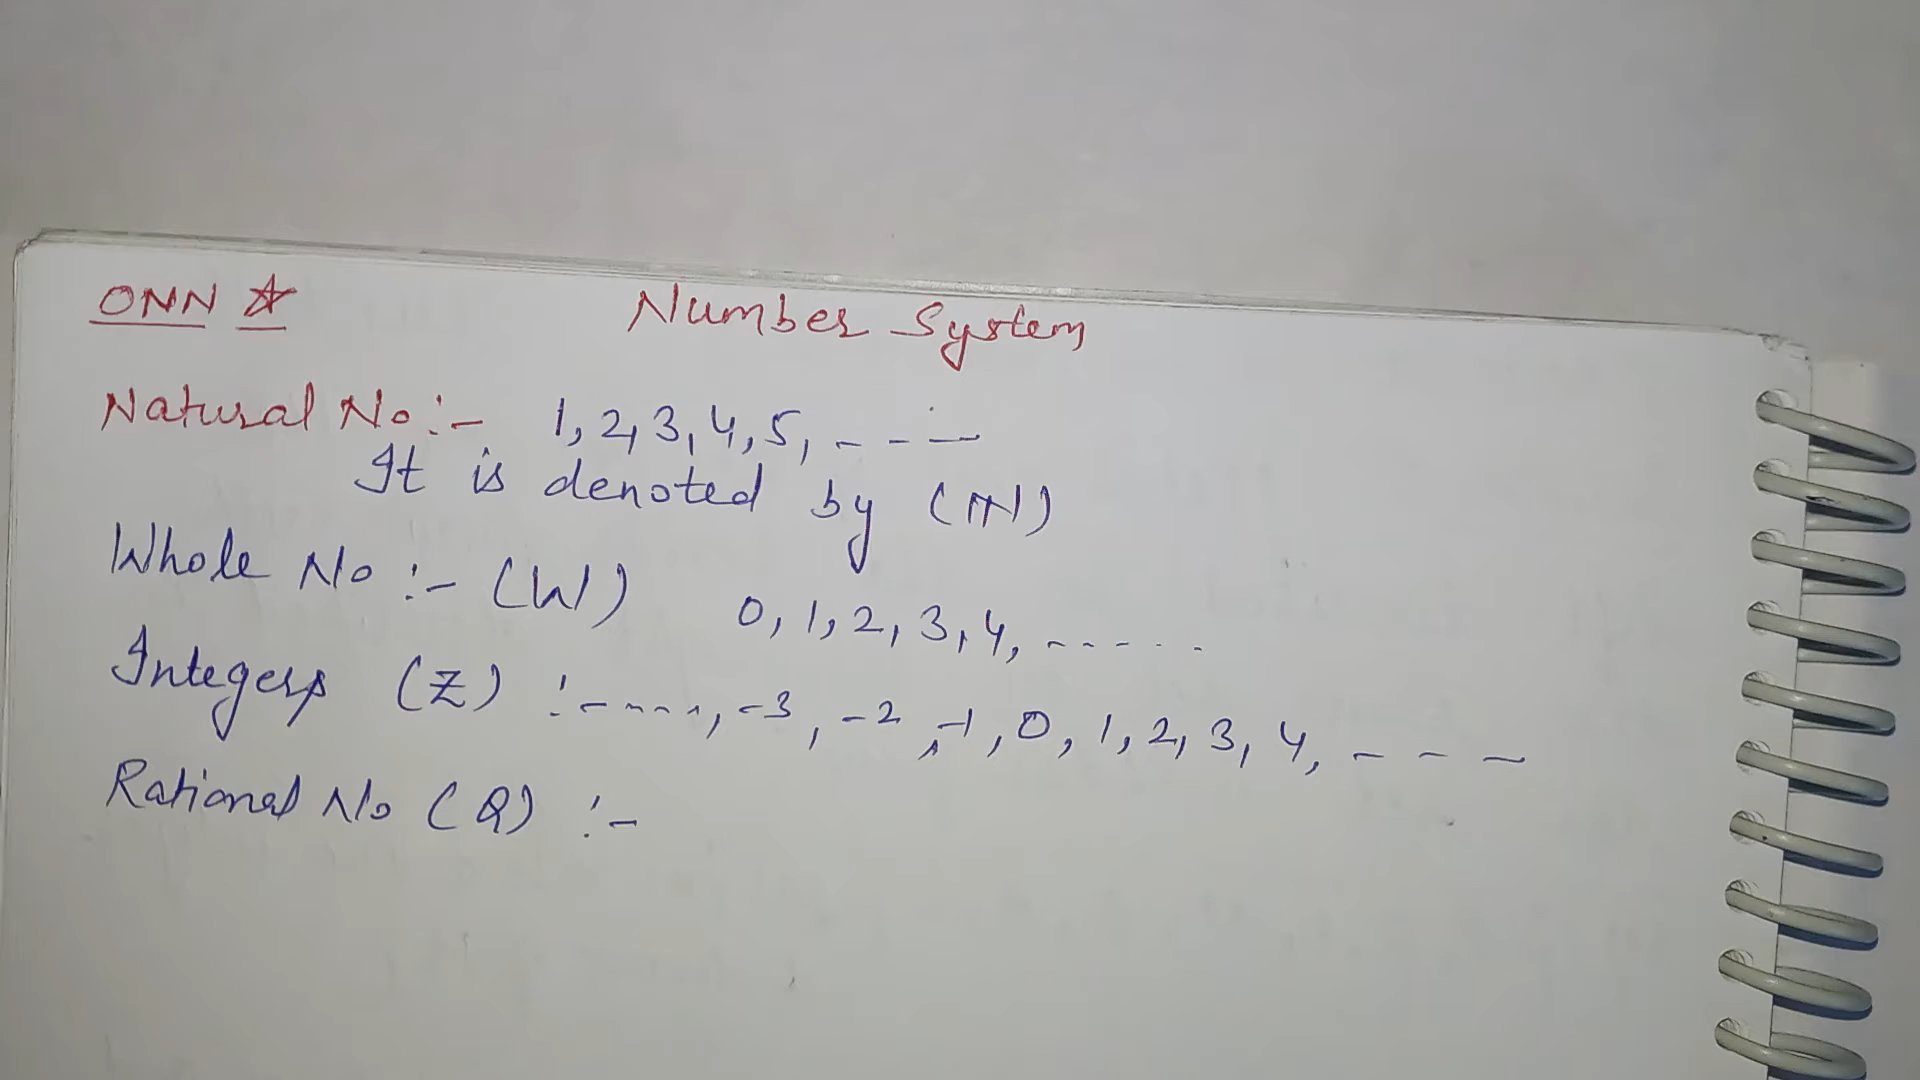 ONN ☆ Number System
Natural No :- 1, 2, 3, 4, 5, - - -
It is denoted by (N)
Whole No :- (W) 0, 1, 2, 3, 4, - - - - -
Integers (Z) :- - - - -, -3, -2, -1, 0, 1, 2, 3, 4, - - -
Rational No (Q) :-